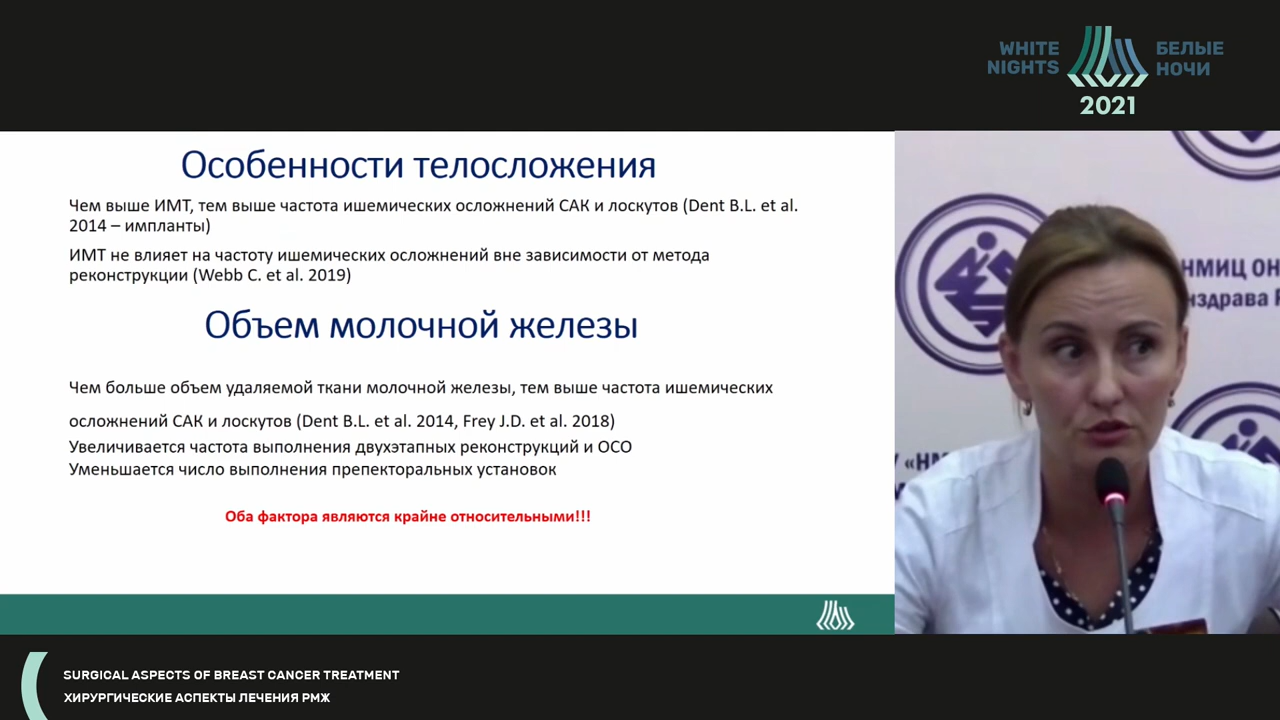 WHITE
NIGHTS
БЕЛЫЕ
НОЧИ
2021
Особенности телосложения
Чем выше ИМТ, тем выше частота ишемических осложнений САК и лоскутов (Dent B.L. et al.
2014 – импланты)
ИМТ не влияет на частоту ишемических осложнений вне зависимости от метода
реконструкции (Webb C. et al. 2019)
Объем молочной железы
Чем больше объем удаляемой ткани молочной железы, тем выше частота ишемических
осложнений САК и лоскутов (Dent B.L. et al. 2014, Frey J.D. et al. 2018)
Увеличивается частота выполнения двухэтапных реконструкций и ОСО
Уменьшается число выполнения препекторальных установок
Оба фактора являются крайне относительными!!!
НМИЦ ОН
нздрава Р
«НМ
SURGICAL ASPECTS OF BREAST CANCER TREATMENT
ХИРУРГИЧЕСКИЕ АСПЕКТЫ ЛЕЧЕНИЯ РМЖ